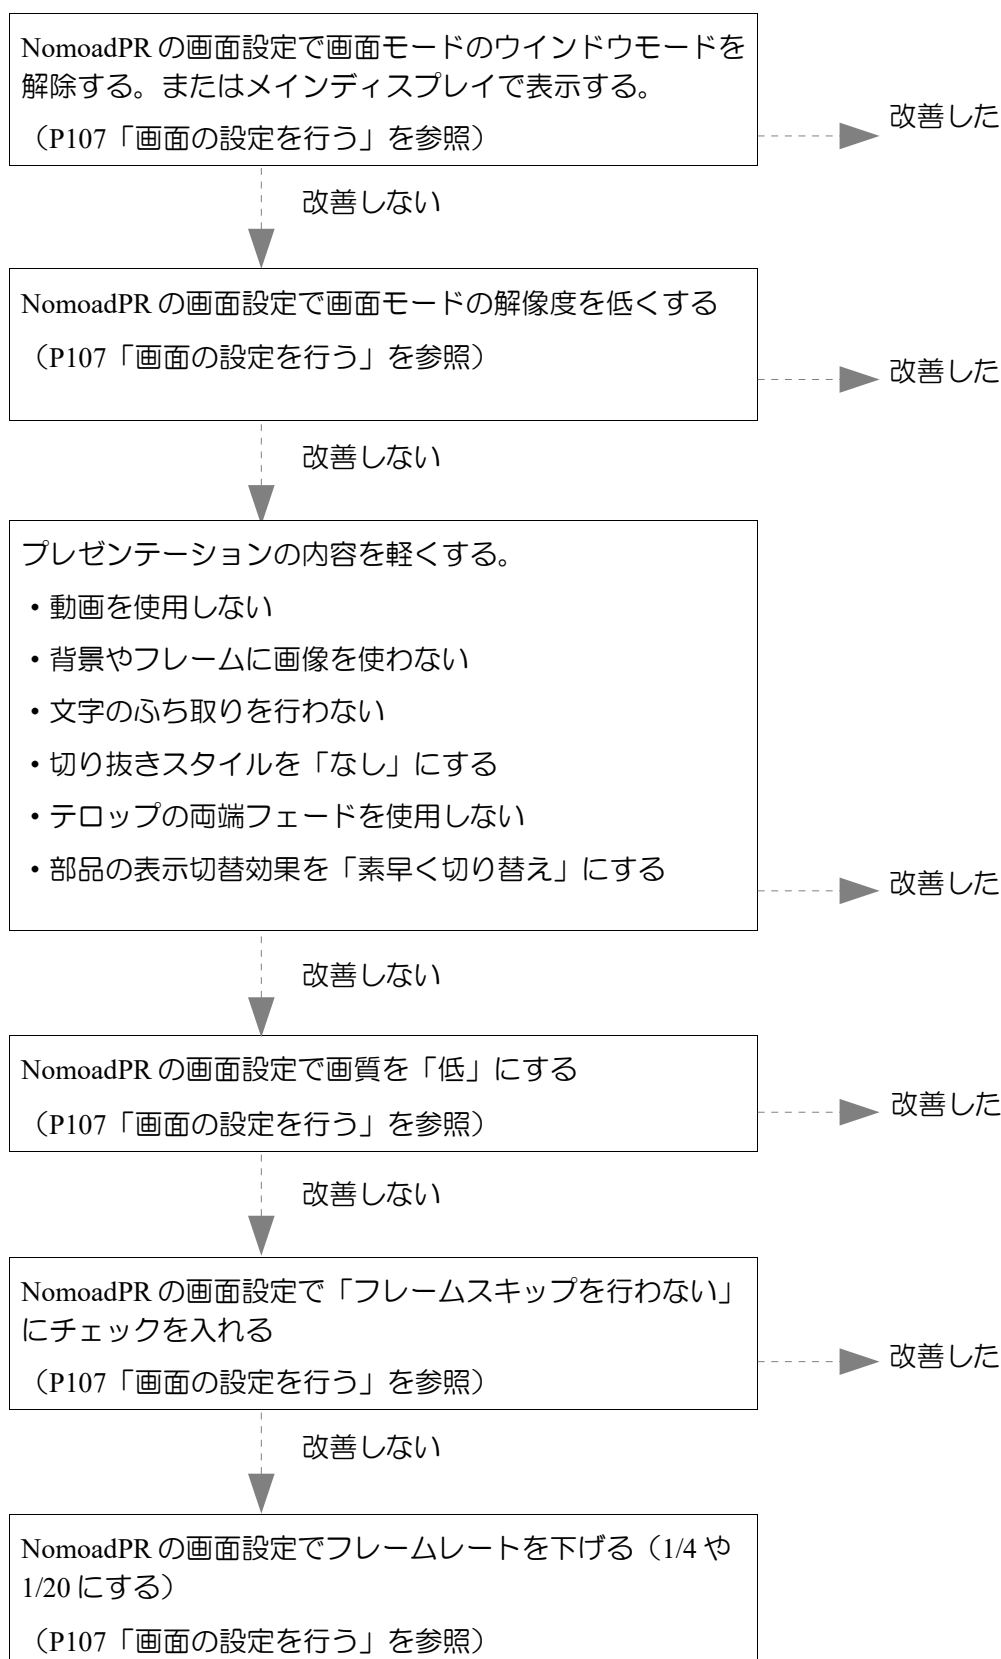 NomoadPR の画面設定で画面モードのウインドウモードを
解除する。またはメインディスプレイで表示する。
（P107「画面の設定を行う」を参照）
改善した
改善しない
NomoadPR の画面設定で画面モードの解像度を低くする
（P107「画面の設定を行う」を参照）
改善した
改善しない
プレゼンテーションの内容を軽くする。
・動画を使用しない
・背景やフレームに画像を使わない
・文字のふち取りを行わない
・切り抜きスタイルを「なし」にする
・テロップの両端フェードを使用しない
・部品の表示切替効果を「素早く切り替え」にする
改善した
改善しない
NomoadPR の画面設定で画質を「低」にする
（P107「画面の設定を行う」を参照）
改善した
改善しない
NomoadPR の画面設定で「フレームスキップを行わない」
にチェックを入れる
（P107「画面の設定を行う」を参照）
改善した
改善しない
NomoadPR の画面設定でフレームレートを下げる（1/4 や
1/20 にする）
（P107「画面の設定を行う」を参照）